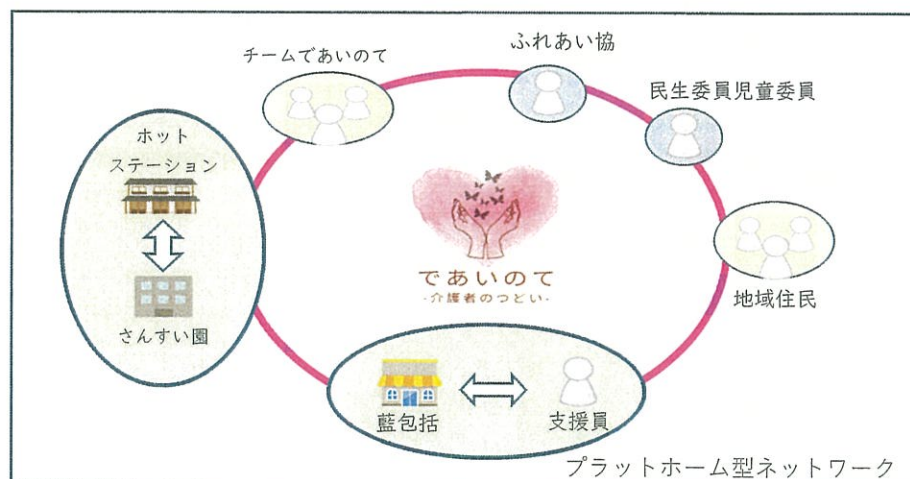 チームであいのて
ふれあい協
民生委員児童委員
ホット
ステーション
さんすい園
であいのて
-介護者のつどい-
地域住民
藍包括
支援員
プラットホーム型ネットワーク